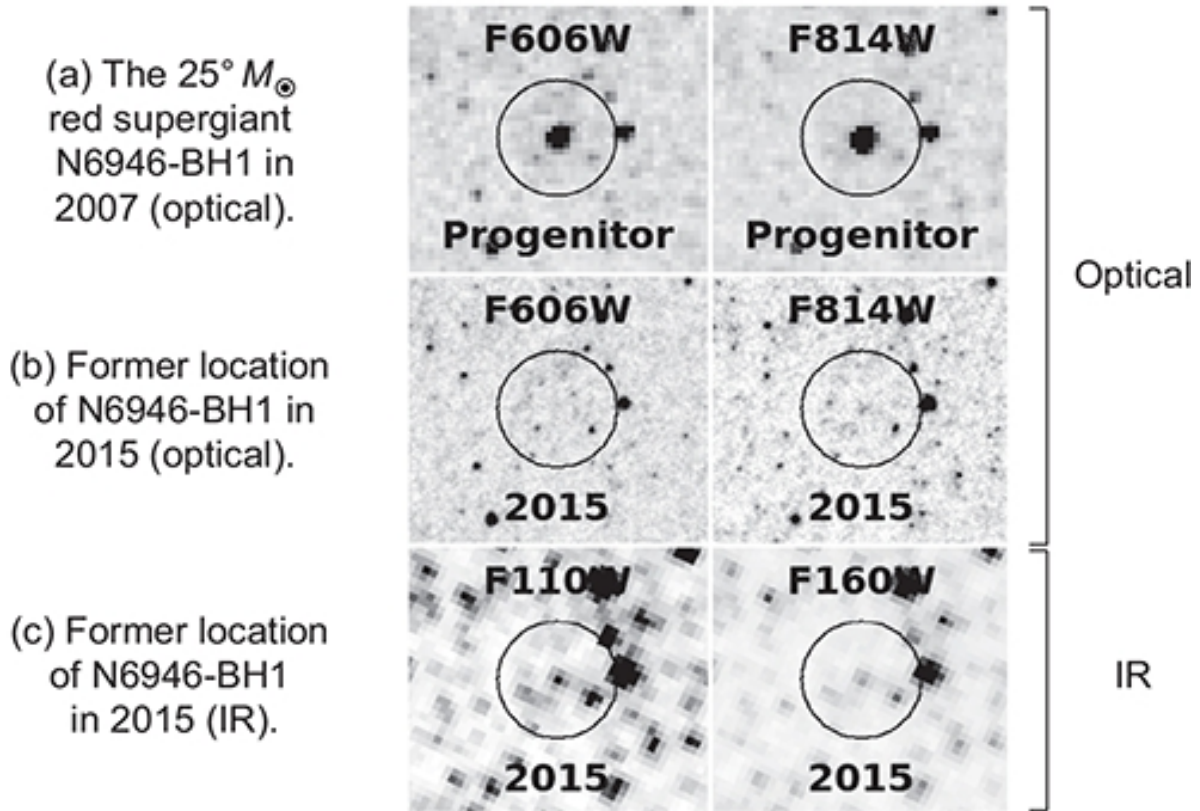 (a) The 25° M☉
red supergiant
N6946-BH1 in
2007 (optical).
F606W
F814W
Progenitor
Progenitor
Optical
(b) Former location
of N6946-BH1 in
2015 (optical).
F606W
F814W
2015
2015
(c) Former location
of N6946-BH1
in 2015 (IR).
F110W
F160W
2015
2015
IR